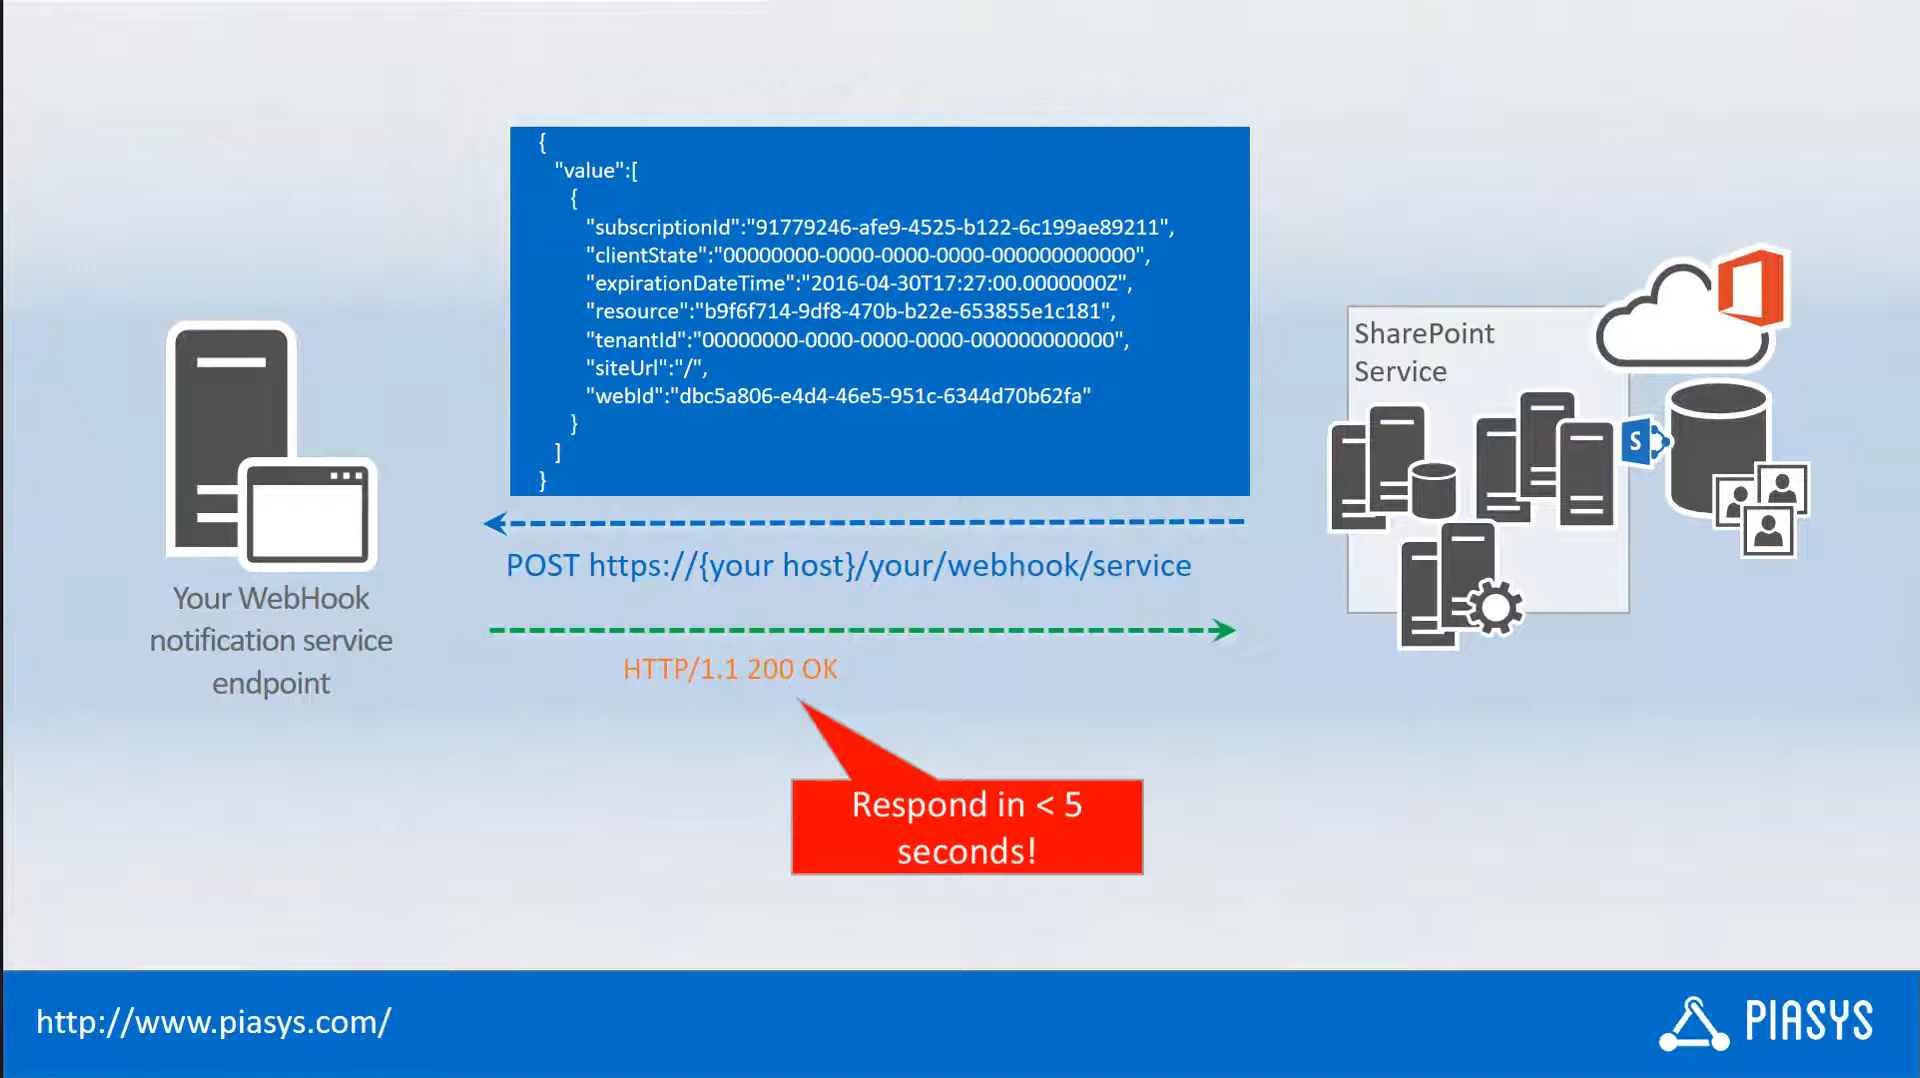 {
"value":[
{
"subscriptionId":"91779246-afe9-4525-b122-6c199ae89211",
"clientState":"00000000-0000-0000-0000-000000000000",
"expirationDateTime":"2016-04-30T17:27:00.0000000Z",
"resource":"b9f6f714-9df8-470b-b22e-653855e1c181",
"tenantId":"00000000-0000-0000-0000-000000000000",
"siteUrl":"/",
"webId":"dbc5a806-e4d4-46e5-951c-6344d70b62fa"
}
]
}
POST https://{your host}/your/webhook/service
HTTP/1.1 200 OK
Respond in < 5
seconds!
Your WebHook
notification service
endpoint
SharePoint
Service
S
http://www.piasys.com/
PIASYS